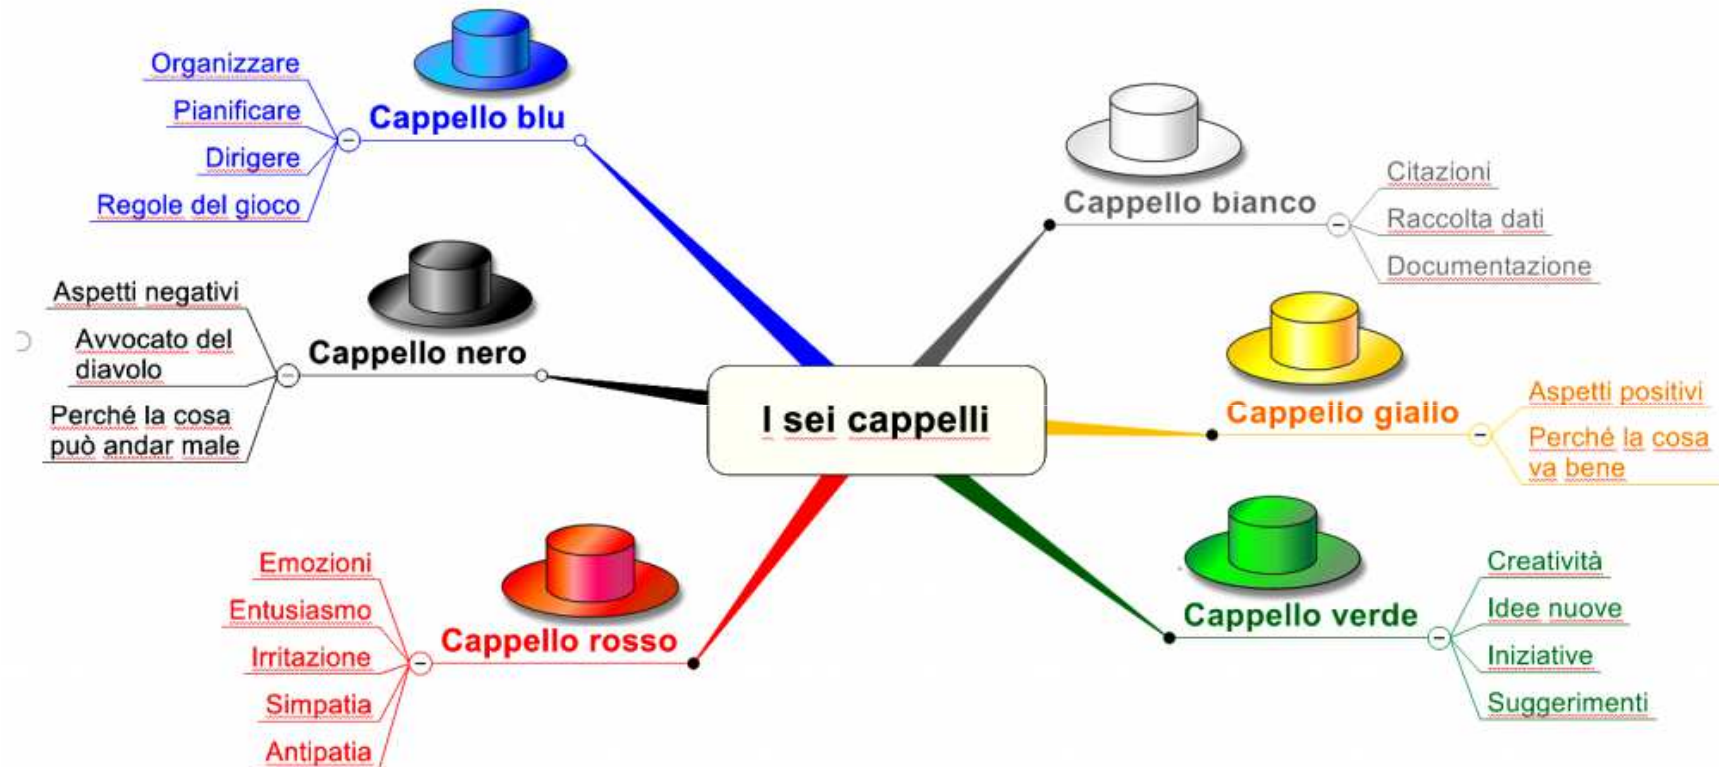 I sei cappelli
Cappello blu
Organizzare
Pianificare
Dirigere
Regole del gioco
Cappello nero
Aspetti negativi
Avvocato del
diavolo
Perché la cosa
può andar male
Cappello rosso
Emozioni
Entusiasmo
Irritazione
Simpatia
Antipatia
Cappello bianco
Citazioni
Raccolta dati
Documentazione
Cappello giallo
Aspetti positivi
Perché la cosa
va bene
Cappello verde
Creatività
Idee nuove
Iniziative
Suggerimenti